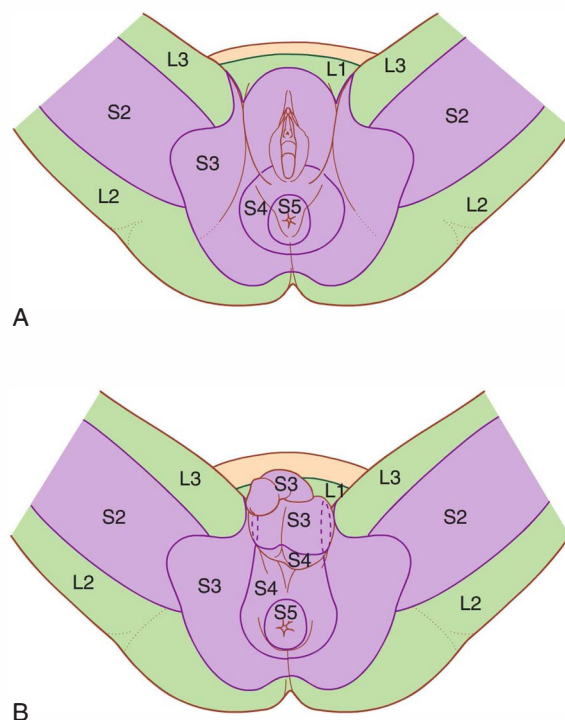 L3 L1 L3
S2 S2
S3
L2 S4 S5 L2
A
S3
L3 L1 L3
S2 S3 S2
S4
L2 S3 S4 L2
S5
B